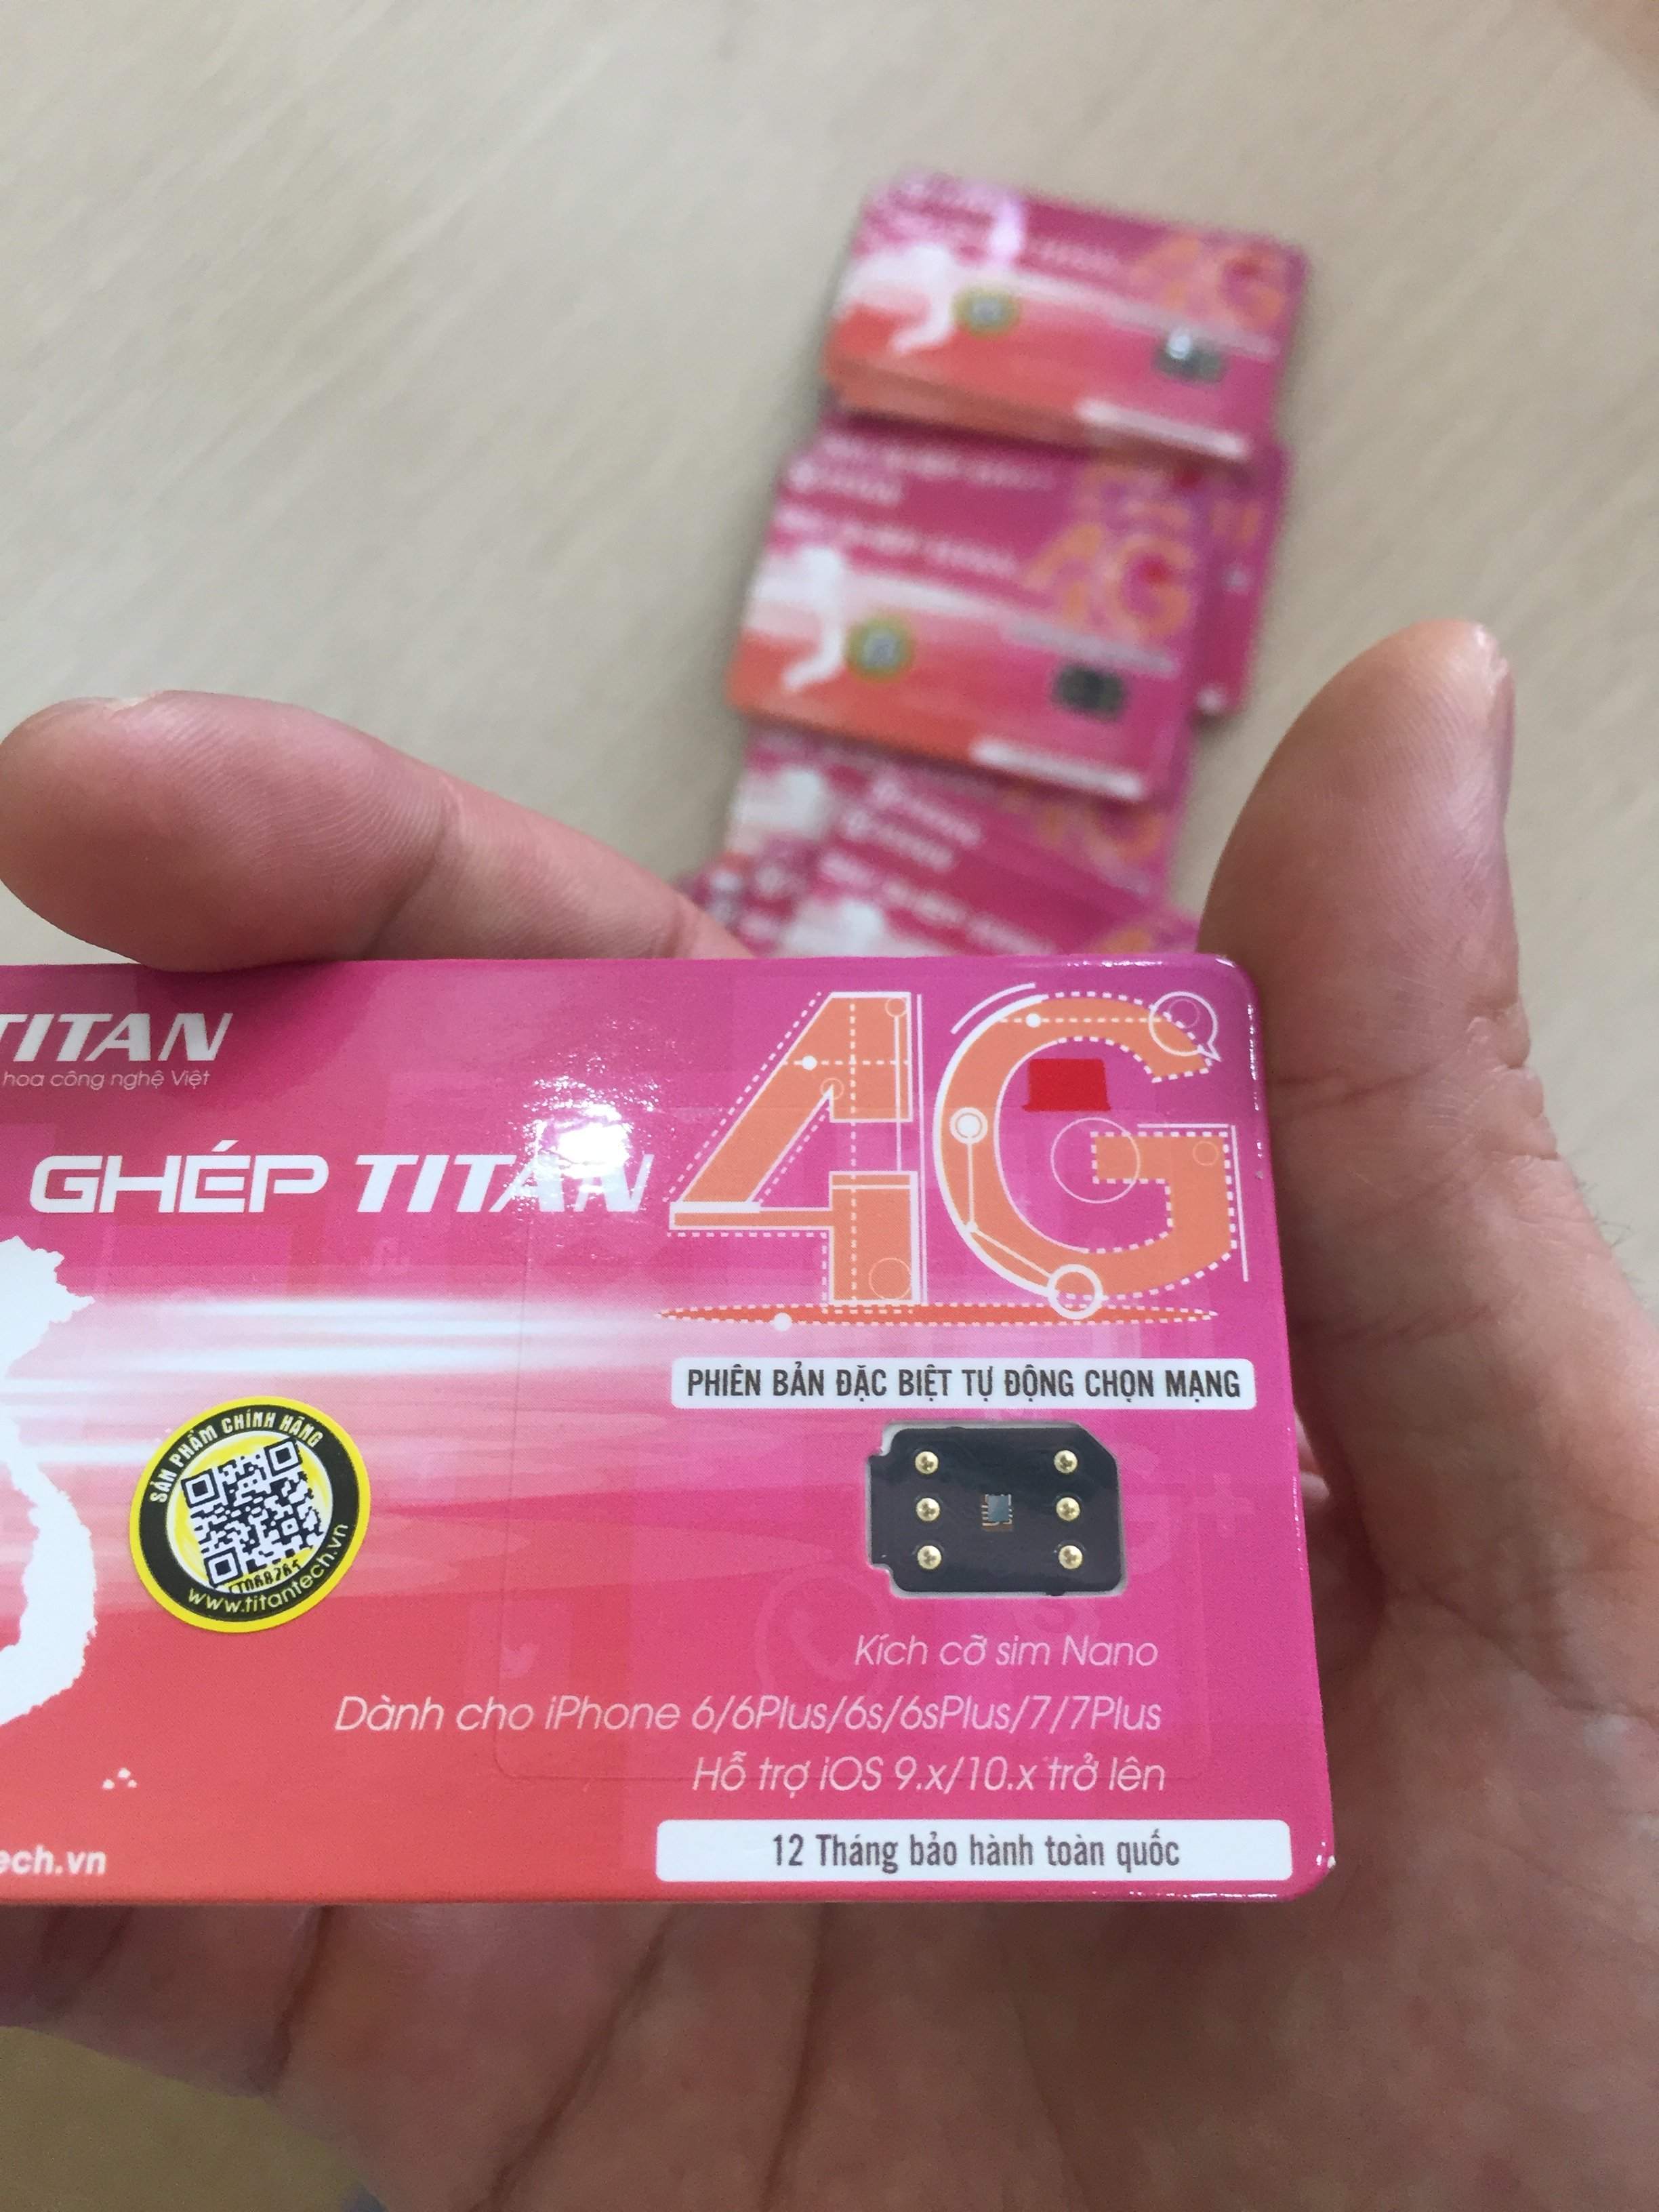 TITAN
hoa công nghệ Việt
GHÉP TITAN 4G
PHIÊN BẢN ĐẶC BIỆT TỰ ĐỘNG CHỌN MẠNG
SẢN PHẨM CHÍNH HÃNG
www.titantech.vn
Kích cỡ sim Nano
Dành cho iPhone 6/6Plus/6s/6sPlus/7/7Plus
Hỗ trợ iOS 9.x/10.x trở lên
12 Tháng bảo hành toàn quốc
ech.vn
4G
4G